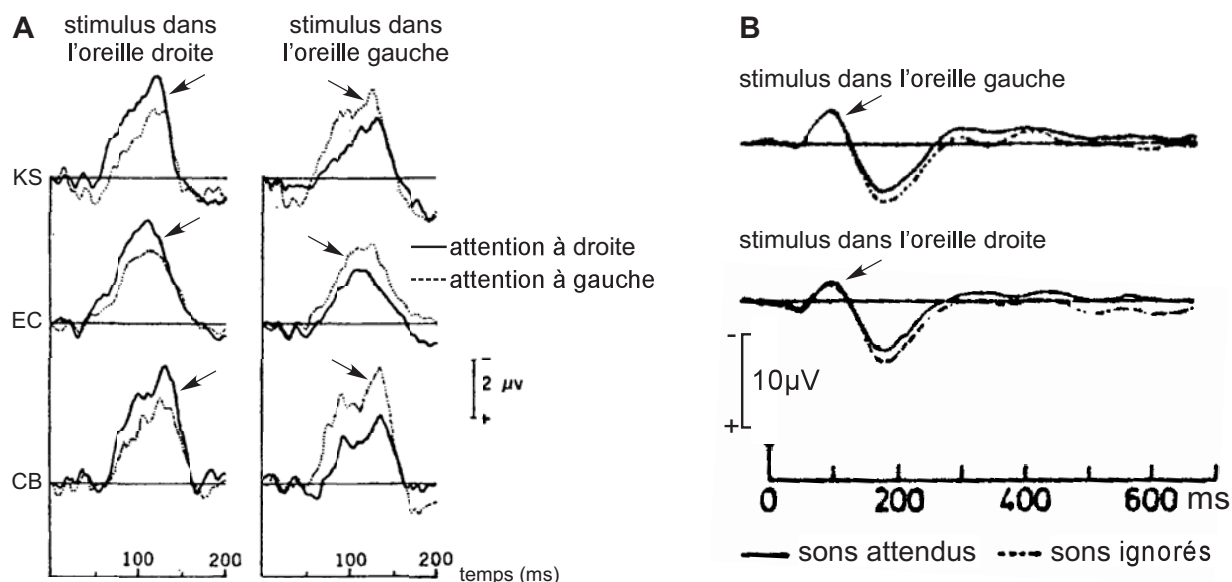 A
stimulus dans
l'oreille droite
stimulus dans
l'oreille gauche
KS
EC
CB
attention à droite
attention à gauche
-
2 µv
+
100
200
100
200
temps (ms)
B
stimulus dans l'oreille gauche
stimulus dans l'oreille droite
-
10µV
+
0
200
400
600
ms
sons attendus
sons ignorés